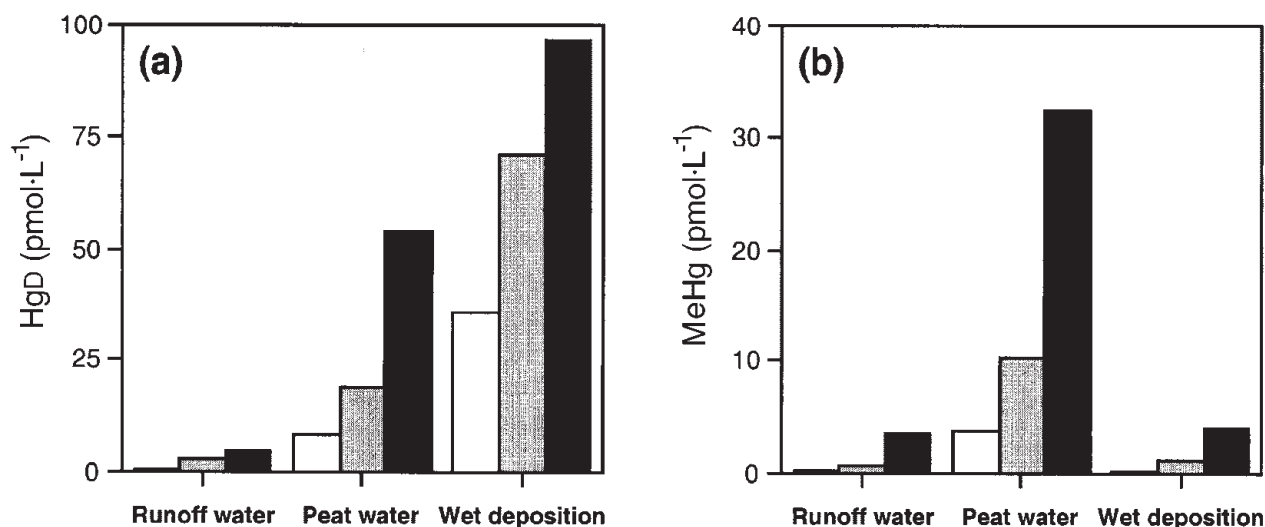 (a)
HgD (pmol·L-1)
100
75
50
25
0
Runoff water Peat water Wet deposition
(b)
MeHg (pmol·L-1)
40
30
20
10
0
Runoff water Peat water Wet deposition